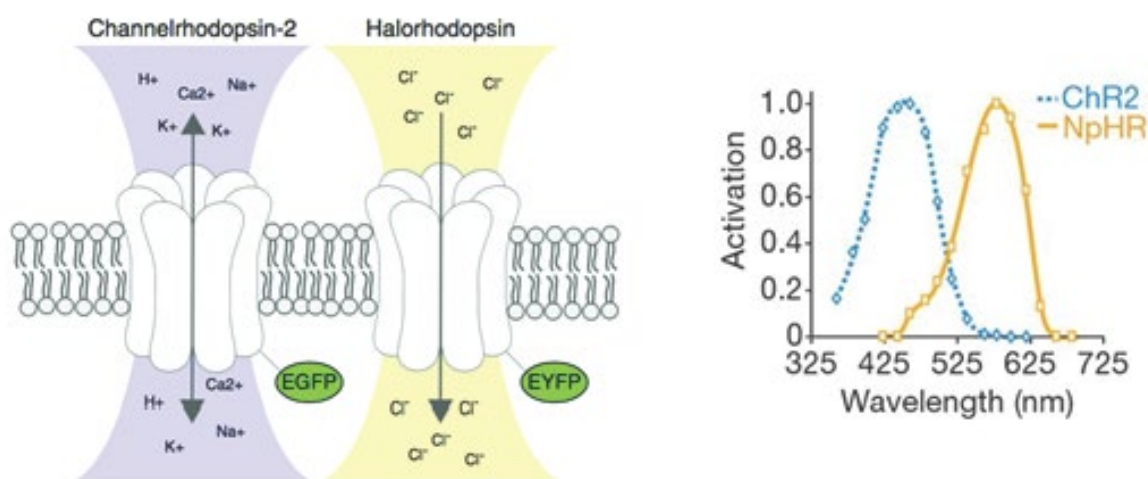 Channelrhodopsin-2
Halorhodopsin
H+
Ca2+
Na+
K+
K+
Cl⁻
Cl⁻
Cl⁻
Cl⁻
Cl⁻
EGFP
EYFP
H+
Ca2+
K+
Na+
Cl⁻
Cl⁻
Cl⁻
Cl⁻
Cl⁻
ChR2
NpHR
Activation
1.0
0.8
0.6
0.4
0.2
0
325
425
525
625
725
Wavelength (nm)